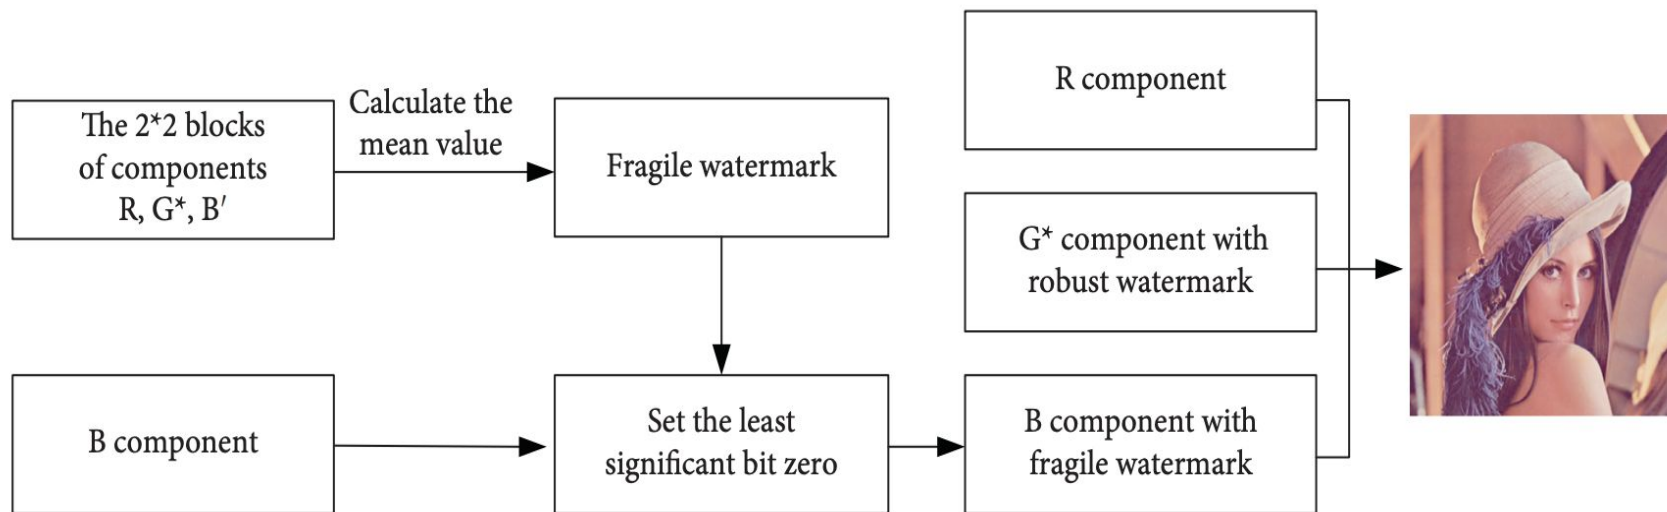 The 2*2 blocks
of components
R, G*, B′
Calculate the
mean value
Fragile watermark
R component
G* component with
robust watermark
B component
Set the least
significant bit zero
B component with
fragile watermark